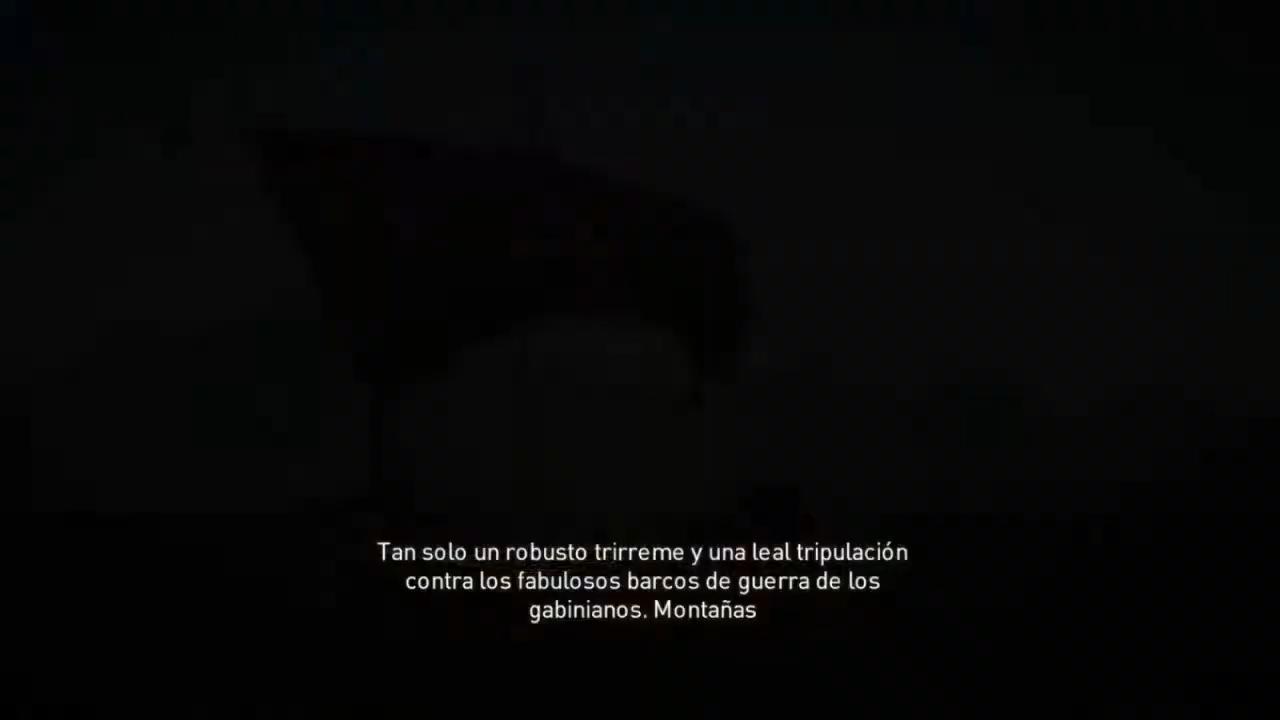 Tan solo un robusto trirreme y una leal tripulación
contra los fabulosos barcos de guerra de los
gabinianos. Montañas